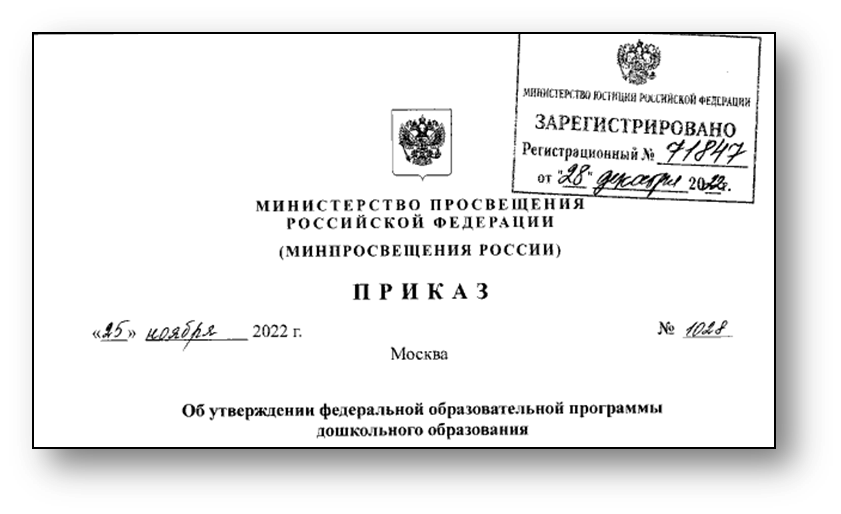 МИНИСТЕРСТВО ЮСТИЦИИ РОССИЙСКОЙ ФЕДЕРАЦИИ
ЗАРЕГИСТРИРОВАНО
Регистрационный № 71847
от "28" декабря 2022г.
МИНИСТЕРСТВО ПРОСВЕЩЕНИЯ
РОССИЙСКОЙ ФЕДЕРАЦИИ
(МИНПРОСВЕЩЕНИЯ РОССИИ)
ПРИКАЗ
«25» ноября 2022 г. № 1028
Москва
Об утверждении федеральной образовательной программы
дошкольного образования